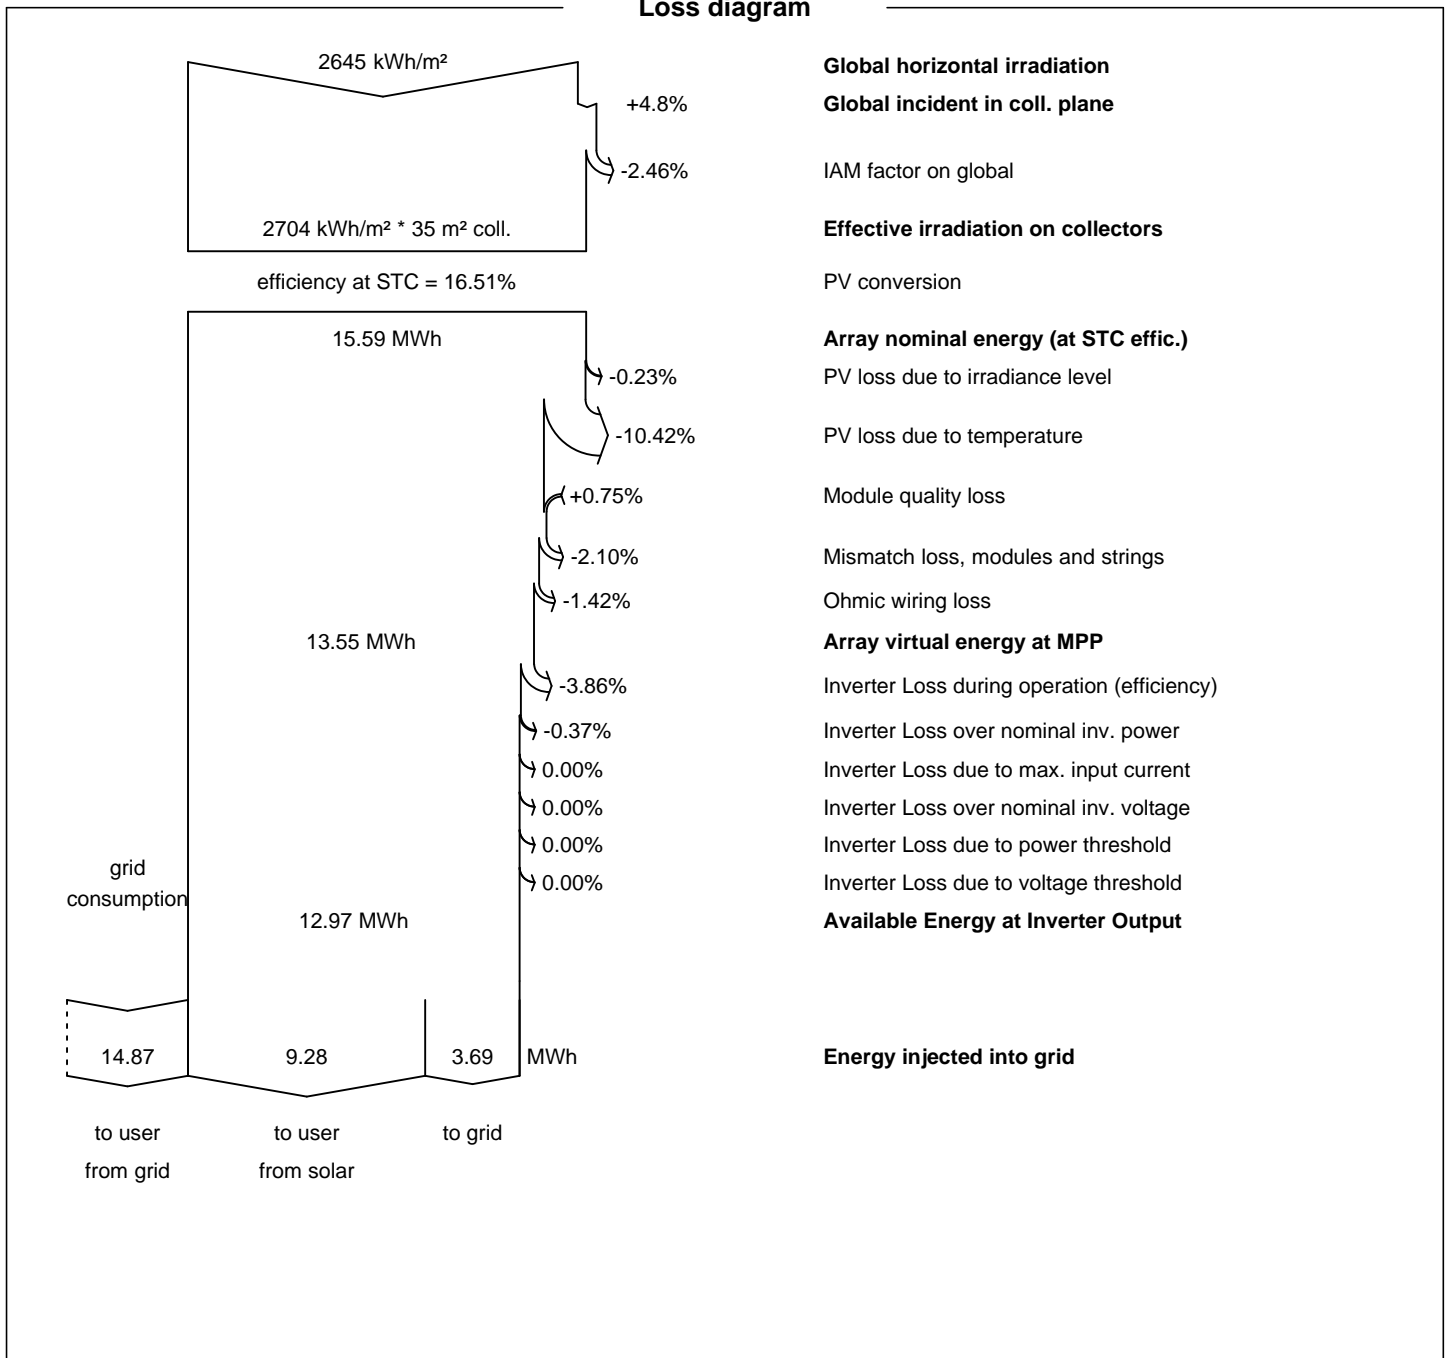 Loss diagram
2645 kWh/m² Global horizontal irradiation
+4.8% Global incident in coll. plane
-2.46% IAM factor on global
2704 kWh/m² * 35 m² coll. Effective irradiation on collectors
efficiency at STC = 16.51% PV conversion
15.59 MWh Array nominal energy (at STC effic.)
-0.23% PV loss due to irradiance level
-10.42% PV loss due to temperature
+0.75% Module quality loss
-2.10% Mismatch loss, modules and strings
-1.42% Ohmic wiring loss
13.55 MWh Array virtual energy at MPP
-3.86% Inverter Loss during operation (efficiency)
-0.37% Inverter Loss over nominal inv. power
0.00% Inverter Loss due to max. input current
0.00% Inverter Loss over nominal inv. voltage
0.00% Inverter Loss due to power threshold
grid
0.00% Inverter Loss due to voltage threshold
consumption
12.97 MWh Available Energy at Inverter Output
14.87 9.28 3.69 MWh Energy injected into grid
to user to user to grid
from grid from solar